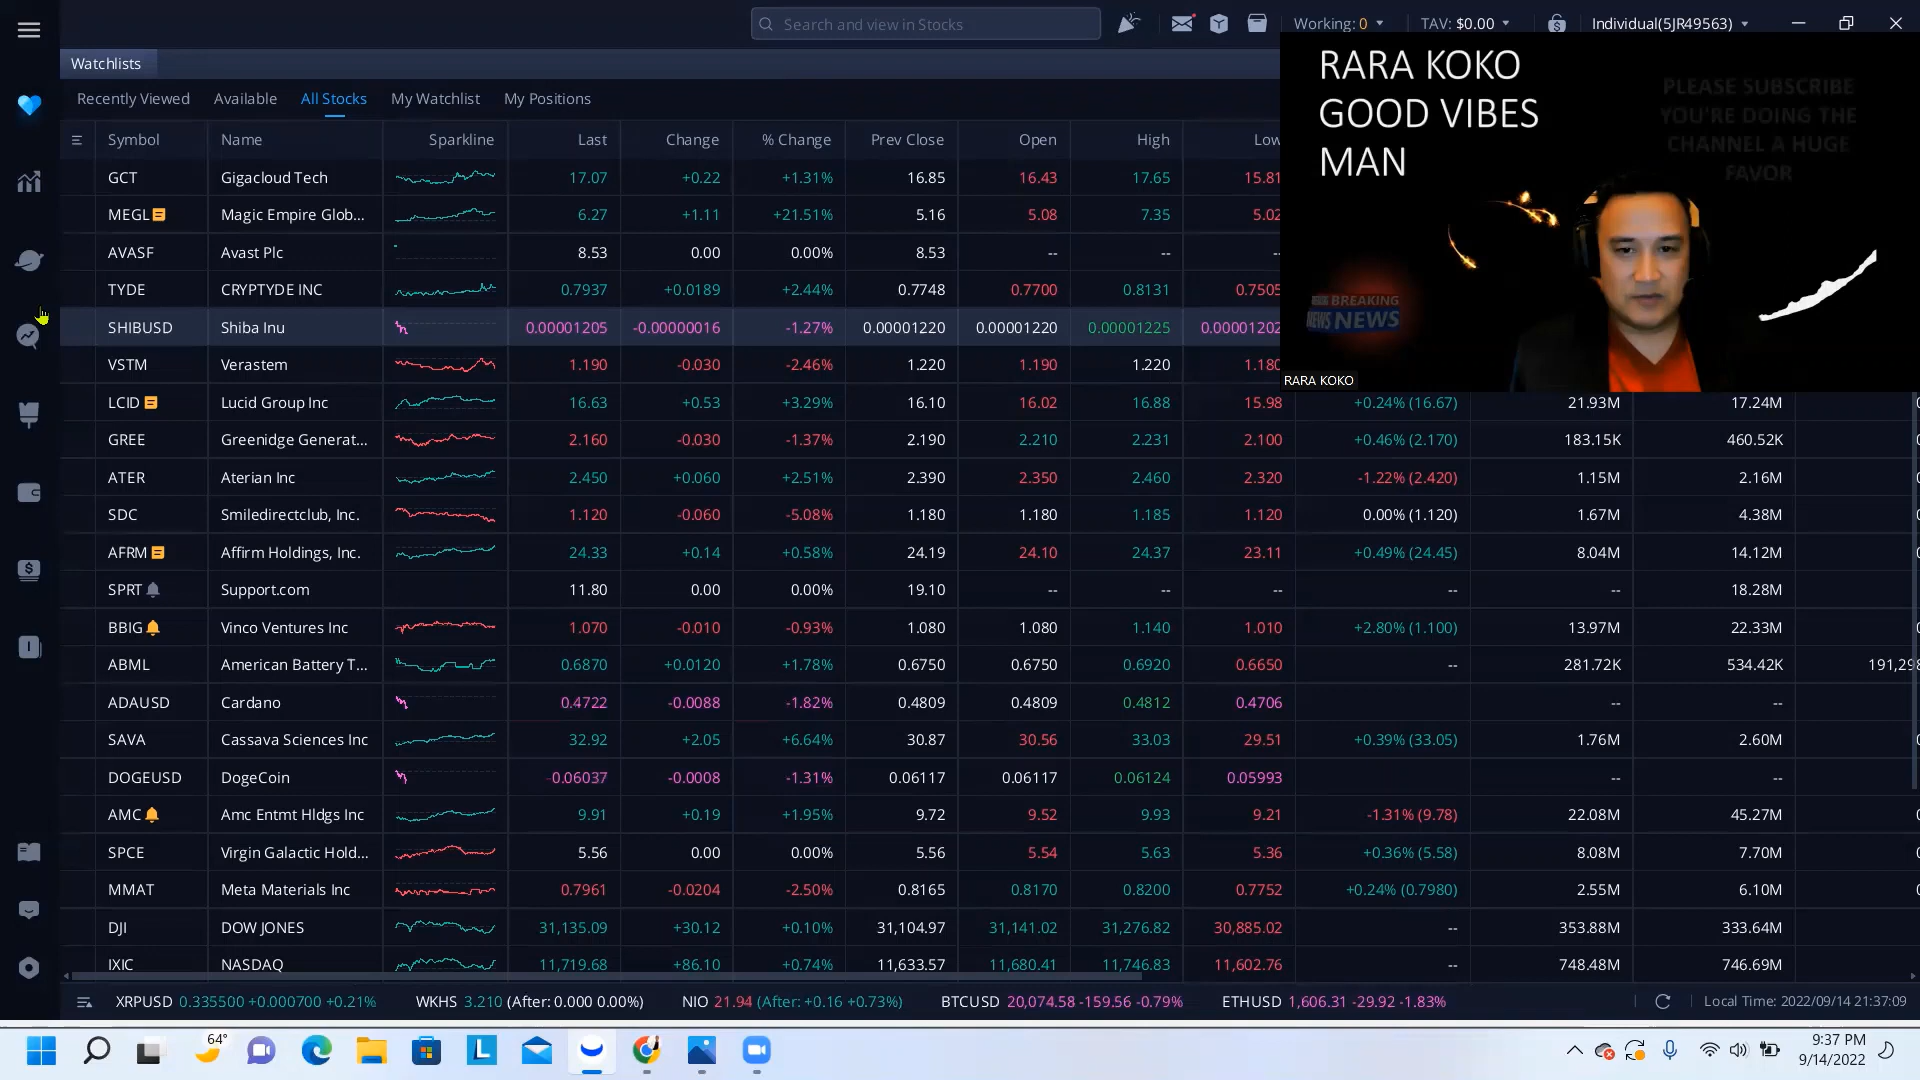 Search and view in Stocks
Working: 0
TAV: $0.00
Individual(5JR49563)
Watchlists
Recently Viewed Available All Stocks My Watchlist My Positions
RARA KOKO
GOOD VIBES
MAN
PLEASE SUBSCRIBE
YOU'RE DOING THE
CHANNEL A HUGE
FAVOR
BREAKING
NEWS NEWS
RARA KOKO
Symbol Name Sparkline Last Change % Change Prev Close Open High Low
GCT Gigacloud Tech 17.07 +0.22 +1.31% 16.85 16.43 17.65 15.81
MEGL Magic Empire Glob... 6.27 +1.11 +21.51% 5.16 5.08 7.35 5.02
AVASF Avast Plc 8.53 0.00 0.00% 8.53 -- -- --
TYDE CRYPTYDE INC 0.7937 +0.0189 +2.44% 0.7748 0.7700 0.8131 0.7505
SHIBUSD Shiba Inu 0.00001205 -0.00000016 -1.27% 0.00001220 0.00001220 0.00001225 0.00001202
VSTM Verastem 1.190 -0.030 -2.46% 1.220 1.190 1.220 1.180
LCID Lucid Group Inc 16.63 +0.53 +3.29% 16.10 16.02 16.88 15.98 +0.24% (16.67) 21.93M 17.24M
GREE Greenidge Generat... 2.160 -0.030 -1.37% 2.190 2.210 2.231 2.100 +0.46% (2.170) 183.15K 460.52K
ATER Aterian Inc 2.450 +0.060 +2.51% 2.390 2.350 2.460 2.320 -1.22% (2.420) 1.15M 2.16M
SDC Smiledirectclub, Inc. 1.120 -0.060 -5.08% 1.180 1.180 1.185 1.120 0.00% (1.120) 1.67M 4.38M
AFRM Affirm Holdings, Inc. 24.33 +0.14 +0.58% 24.19 24.10 24.37 23.11 +0.49% (24.45) 8.04M 14.12M
SPRT Support.com 11.80 0.00 0.00% 19.10 -- -- -- -- -- 18.28M
BBIG Vinco Ventures Inc 1.070 -0.010 -0.93% 1.080 1.080 1.140 1.010 +2.80% (1.100) 13.97M 22.33M
ABML American Battery T... 0.6870 +0.0120 +1.78% 0.6750 0.6750 0.6920 0.6650 -- 281.72K 534.42K 191,298
ADAUSD Cardano 0.4722 -0.0088 -1.82% 0.4809 0.4809 0.4812 0.4706 -- --
SAVA Cassava Sciences Inc 32.92 +2.05 +6.64% 30.87 30.56 33.03 29.51 +0.39% (33.05) 1.76M 2.60M
DOGEUSD DogeCoin 0.06037 -0.0008 -1.31% 0.06117 0.06117 0.06124 0.05993 -- --
AMC Amc Entmt Hldgs Inc 9.91 +0.19 +1.95% 9.72 9.52 9.93 9.21 -1.31% (9.78) 22.08M 45.27M
SPCE Virgin Galactic Hold... 5.56 0.00 0.00% 5.56 5.54 5.63 5.36 +0.36% (5.58) 8.08M 7.70M
MMAT Meta Materials Inc 0.7961 -0.0204 -2.50% 0.8165 0.8170 0.8200 0.7752 +0.24% (0.7980) 2.55M 6.10M
DJI DOW JONES 31,135.09 +30.12 +0.10% 31,104.97 31,141.02 31,276.82 30,885.02 -- 353.88M 333.64M
IXIC NASDAQ 11,719.68 +86.10 +0.74% 11,633.57 11,680.41 11,746.83 11,602.76 -- 748.48M 746.69M
XRPUSD 0.335500 +0.000700 +0.21% WKHS 3.210 (After: 0.000 0.00%) NIO 21.94 (After: +0.16 +0.73%) BTCUSD 20,074.58 -159.56 -0.79% ETHUSD 1,606.31 -29.92 -1.83% Local Time: 2022/09/14 21:37:09
64°
9:37 PM
9/14/2022